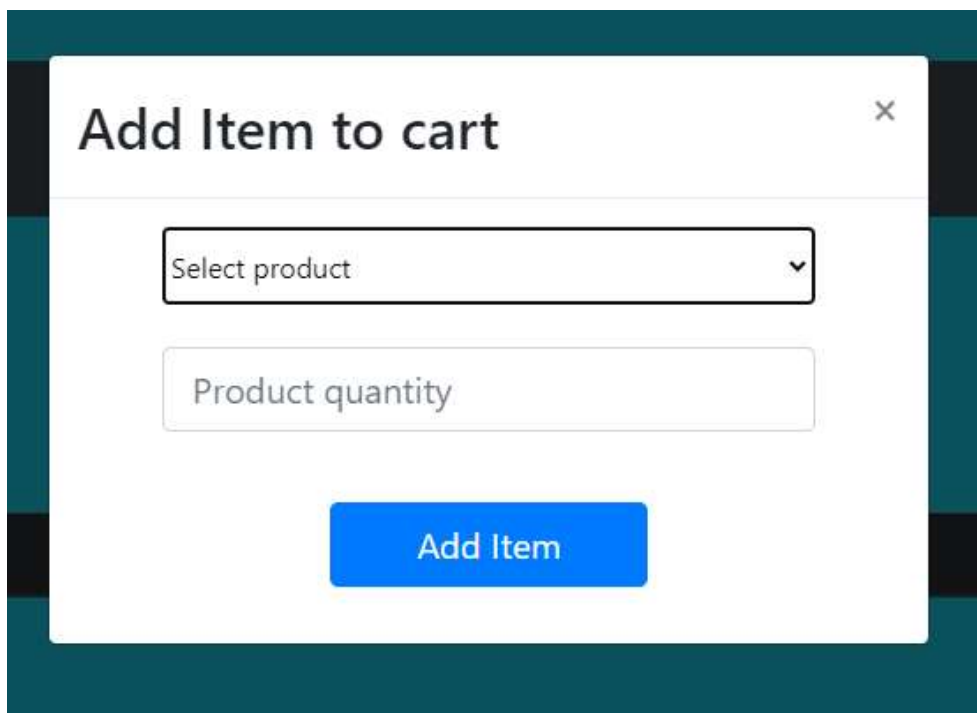 Add Item to cart
×
Select product
Product quantity
Add Item